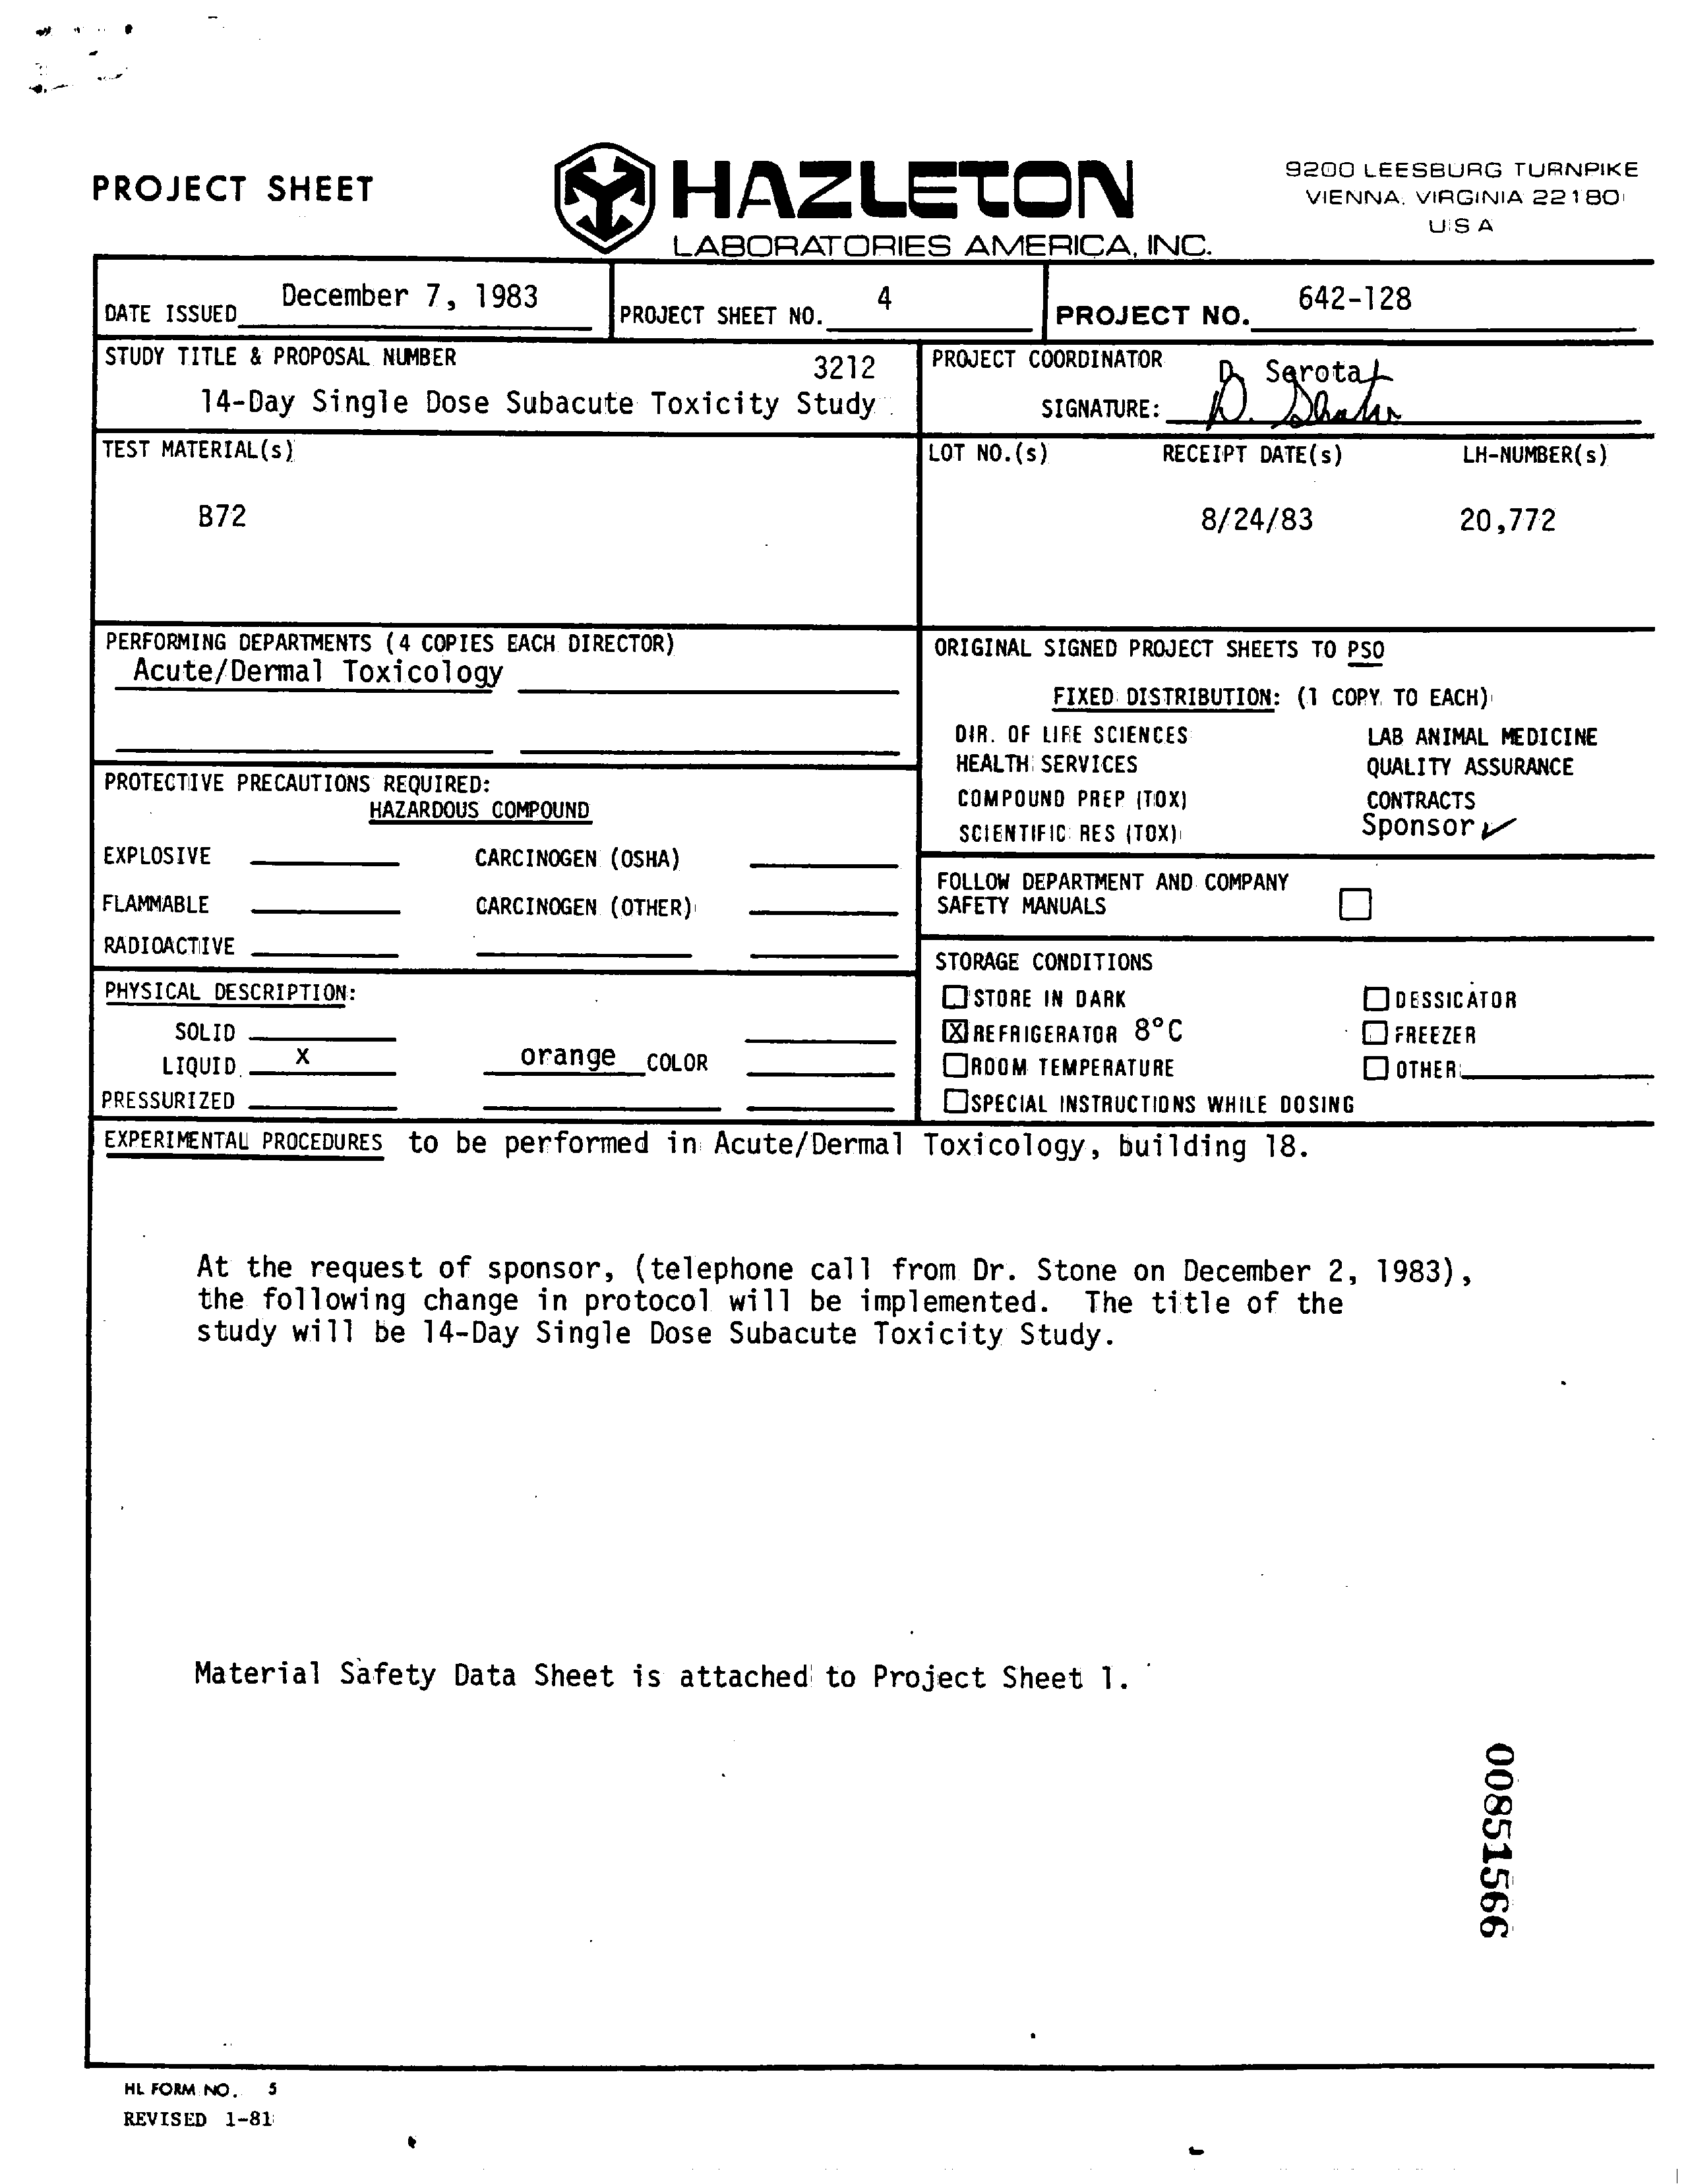 PROJECT SHEET
HAZLETON
LABORATORIES AMERICA, INC.
9200 LEESBURG TURNPIKE
VIENNA, VIRGINIA 22180
U S A
DATE ISSUED December 7, 1983
PROJECT SHEET NO. 4
PROJECT NO. 642-128
STUDY TITLE & PROPOSAL NUMBER 3212
14-Day Single Dose Subacute Toxicity Study
PROJECT COORDINATOR D. Serota
SIGNATURE:
TEST MATERIAL(s)
B72
LOT NO.(s) RECEIPT DATE(s) LH-NUMBER(s)
8/24/83 20,772
PERFORMING DEPARTMENTS (4 COPIES EACH DIRECTOR)
Acute/Dermal Toxicology
ORIGINAL SIGNED PROJECT SHEETS TO PSO
FIXED DISTRIBUTION: (1 COPY TO EACH)
DIR. OF LIFE SCIENCES LAB ANIMAL MEDICINE
HEALTH SERVICES QUALITY ASSURANCE
COMPOUND PREP (TOX) CONTRACTS
SCIENTIFIC RES (TOX) Sponsor ✓
PROTECTIVE PRECAUTIONS REQUIRED:
HAZARDOUS COMPOUND
EXPLOSIVE CARCINOGEN (OSHA)
FLAMMABLE CARCINOGEN (OTHER)
RADIOACTIVE
FOLLOW DEPARTMENT AND COMPANY
SAFETY MANUALS
PHYSICAL DESCRIPTION:
SOLID
LIQUID X orange COLOR
PRESSURIZED
STORAGE CONDITIONS
STORE IN DARK DESSICATOR
X REFRIGERATOR 8°C FREEZER
ROOM TEMPERATURE OTHER
SPECIAL INSTRUCTIONS WHILE DOSING
EXPERIMENTAL PROCEDURES to be performed in Acute/Dermal Toxicology, building 18.
At the request of sponsor, (telephone call from Dr. Stone on December 2, 1983),
the following change in protocol will be implemented. The title of the
study will be 14-Day Single Dose Subacute Toxicity Study.
Material Safety Data Sheet is attached to Project Sheet 1.
00851566
HL FORM NO. 5
REVISED 1-81